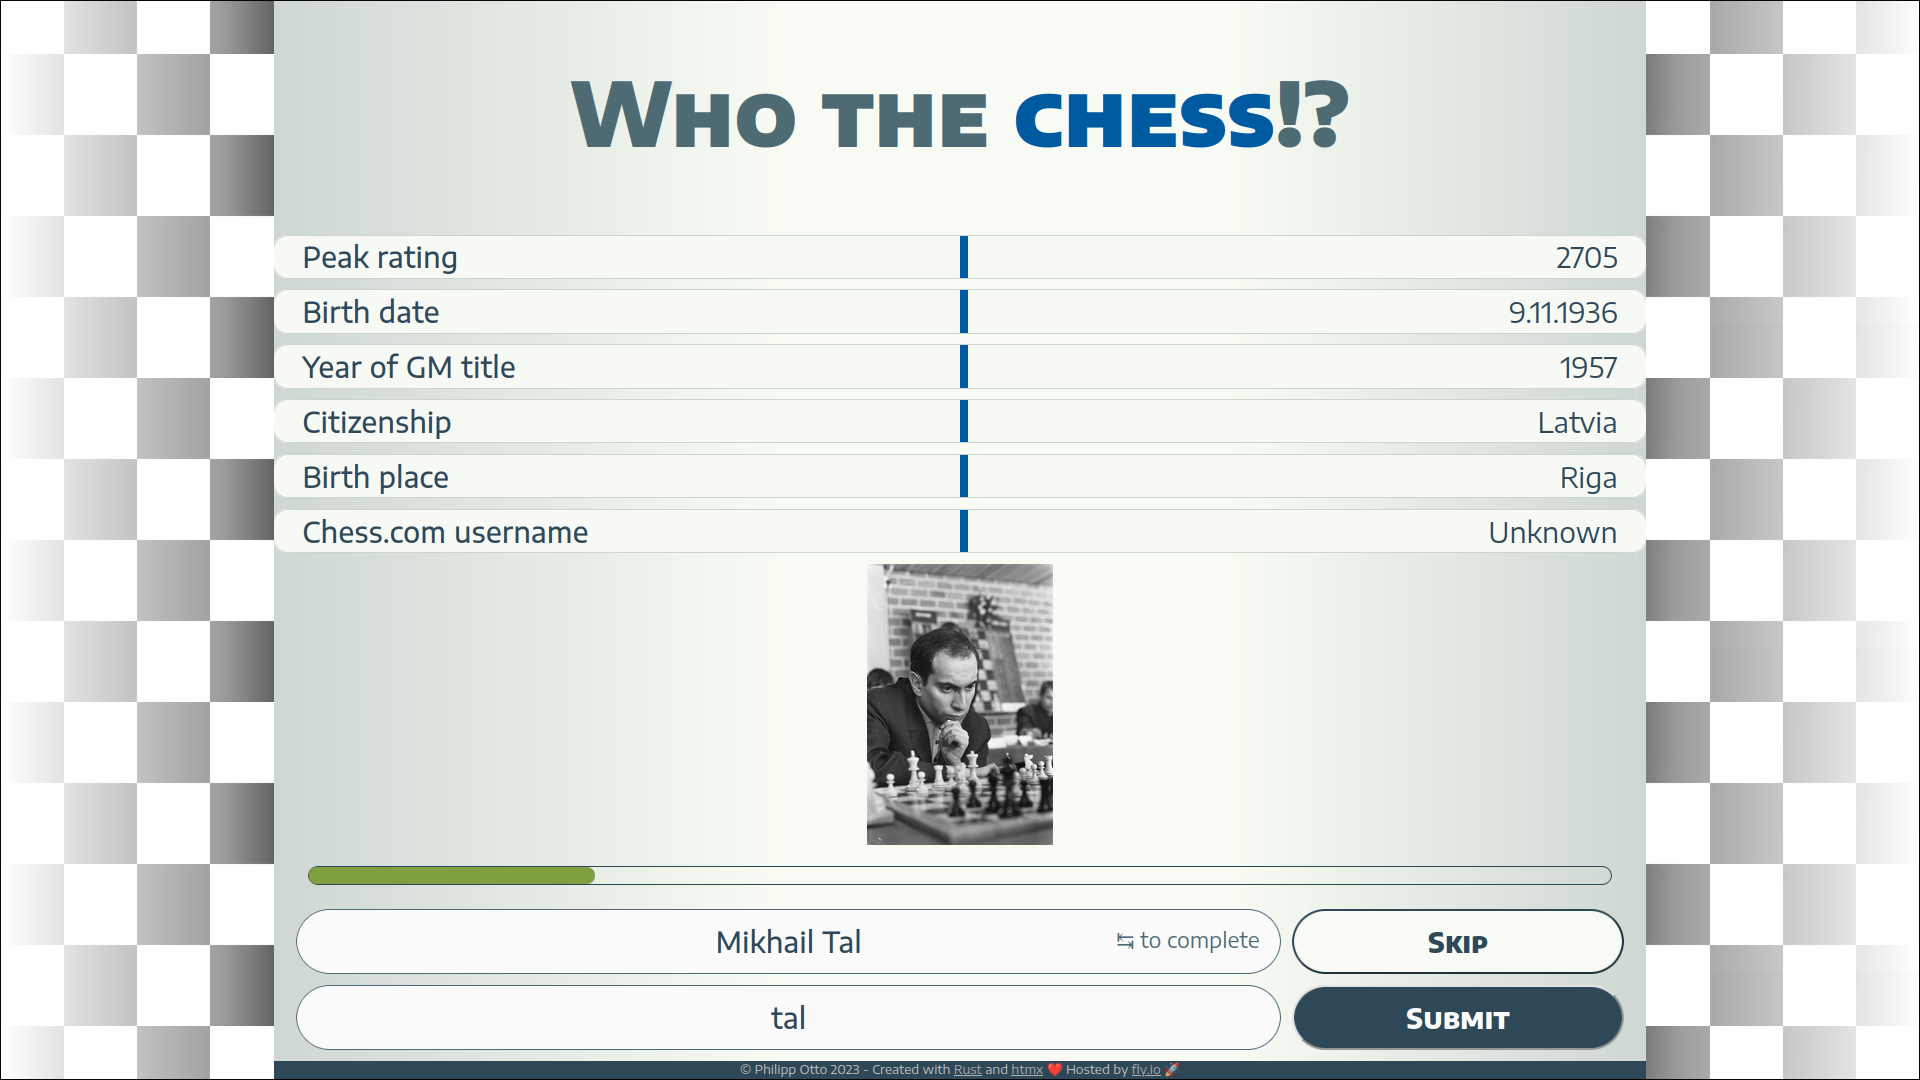 Who the chess!?
Peak rating 2705
Birth date 9.11.1936
Year of GM title 1957
Citizenship Latvia
Birth place Riga
Chess.com username Unknown
Mikhail Tal ⭾ to complete Skip
tal Submit
© Philipp Otto 2023 - Created with Rust and htmx ❤️ Hosted by fly.io 🚀